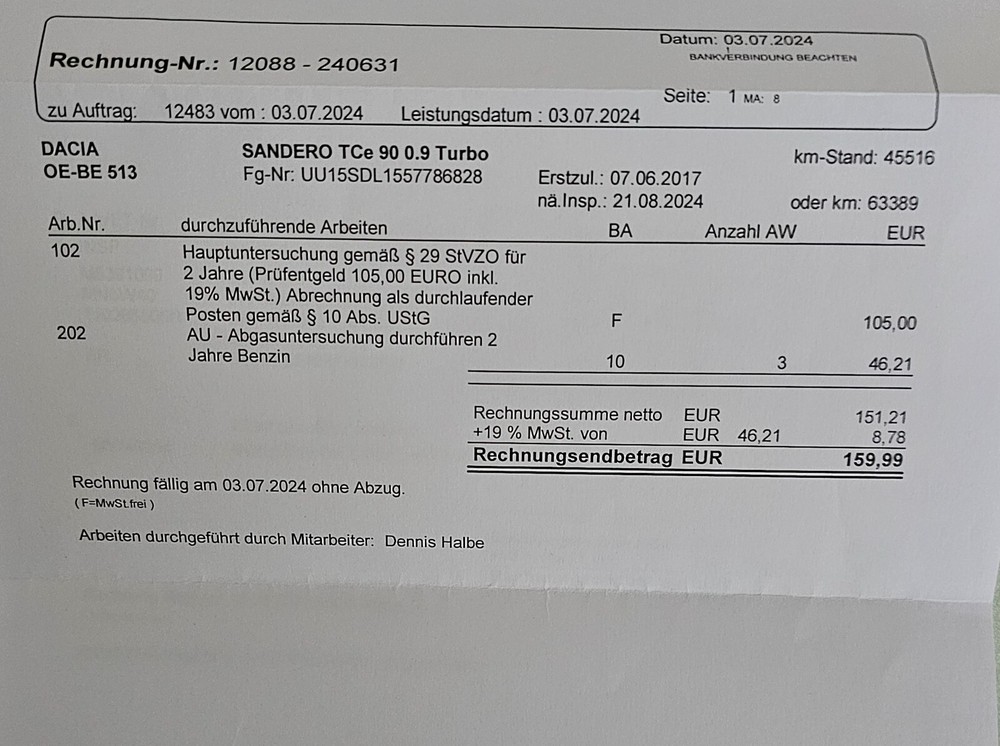 Datum: 03.07.2024
Rechnung-Nr.: 12088 - 240631
BANKVERBINDUNG BEACHTEN
Seite: 1 MA: 8
zu Auftrag: 12483 vom : 03.07.2024 Leistungsdatum : 03.07.2024
DACIA SANDERO TCe 90 0.9 Turbo km-Stand: 45516
OE-BE 513 Fg-Nr: UU15SDL1557786828 Erstzul.: 07.06.2017
nä.Insp.: 21.08.2024 oder km: 63389
Arb.Nr. durchzuführende Arbeiten BA Anzahl AW EUR
102 Hauptuntersuchung gemäß § 29 StVZO für
2 Jahre (Prüfentgeld 105,00 EURO inkl.
19% MwSt.) Abrechnung als durchlaufender
Posten gemäß § 10 Abs. UStG F 105,00
202 AU - Abgasuntersuchung durchführen 2
Jahre Benzin 10 3 46,21
Rechnungssumme netto EUR 151,21
+19 % MwSt. von EUR 46,21 8,78
Rechnungsendbetrag EUR 159,99
Rechnung fällig am 03.07.2024 ohne Abzug.
( F=MwSt.frei )
Arbeiten durchgeführt durch Mitarbeiter: Dennis Halbe